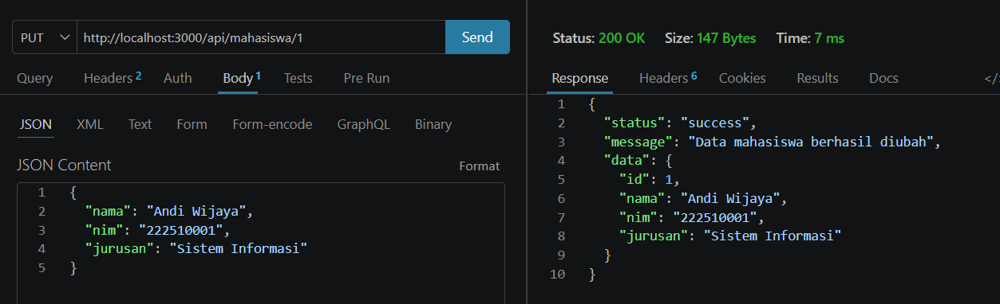 PUT http://localhost:3000/api/mahasiswa/1 Send
Query Headers 2 Auth Body 1 Tests Pre Run
JSON XML Text Form Form-encode GraphQL Binary
JSON Content Format
1 {
2 "nama": "Andi Wijaya",
3 "nim": "222510001",
4 "jurusan": "Sistem Informasi"
5 }
Status: 200 OK Size: 147 Bytes Time: 7 ms
Response Headers 6 Cookies Results Docs </>
1 {
2 "status": "success",
3 "message": "Data mahasiswa berhasil diubah",
4 "data": {
5 "id": 1,
6 "nama": "Andi Wijaya",
7 "nim": "222510001",
8 "jurusan": "Sistem Informasi"
9 }
10 }